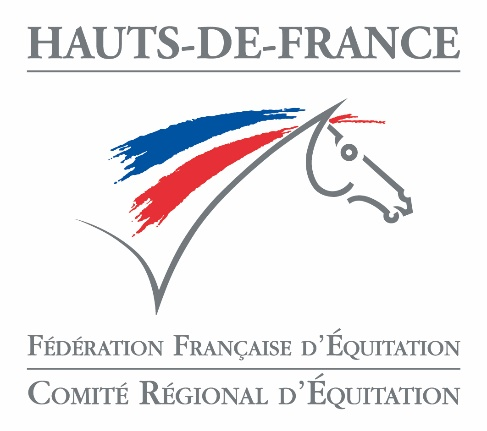 HAUTS-DE-FRANCE
FÉDÉRATION FRANÇAISE D'ÉQUITATION
COMITÉ RÉGIONAL D'ÉQUITATION